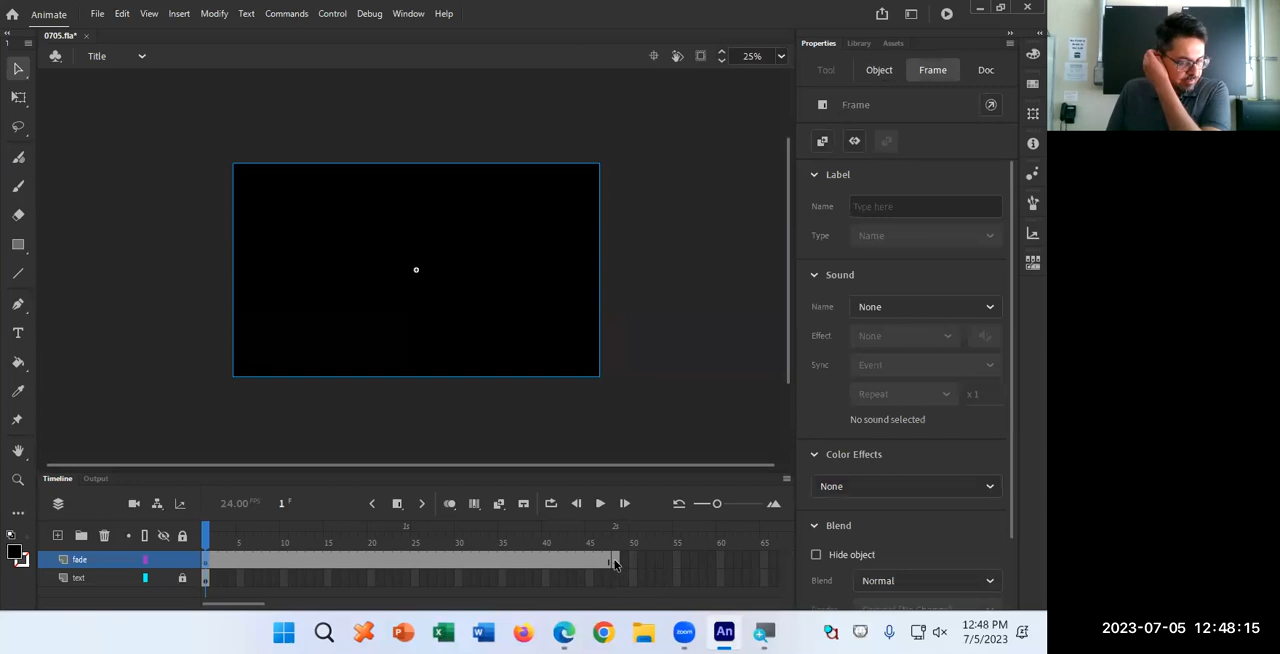 Animate File Edit View Insert Modify Text Commands Control Debug Window Help
0705.fla*
Title 25%
Properties Library Assets
Tool Object Frame Doc
Frame
Label
Name Type here
Type Name
Sound
Name None
Effect None
Sync Event
Repeat x 1
No sound selected
Color Effects
None
Blend
Hide object
Blend Normal
Timeline Output
24.00 FPS 1 F
1s 2s
5 10 15 20 25 30 35 40 45 50 55 60 65
fade
text
zoom An
12:48 PM
7/5/2023
2023-07-05 12:48:15